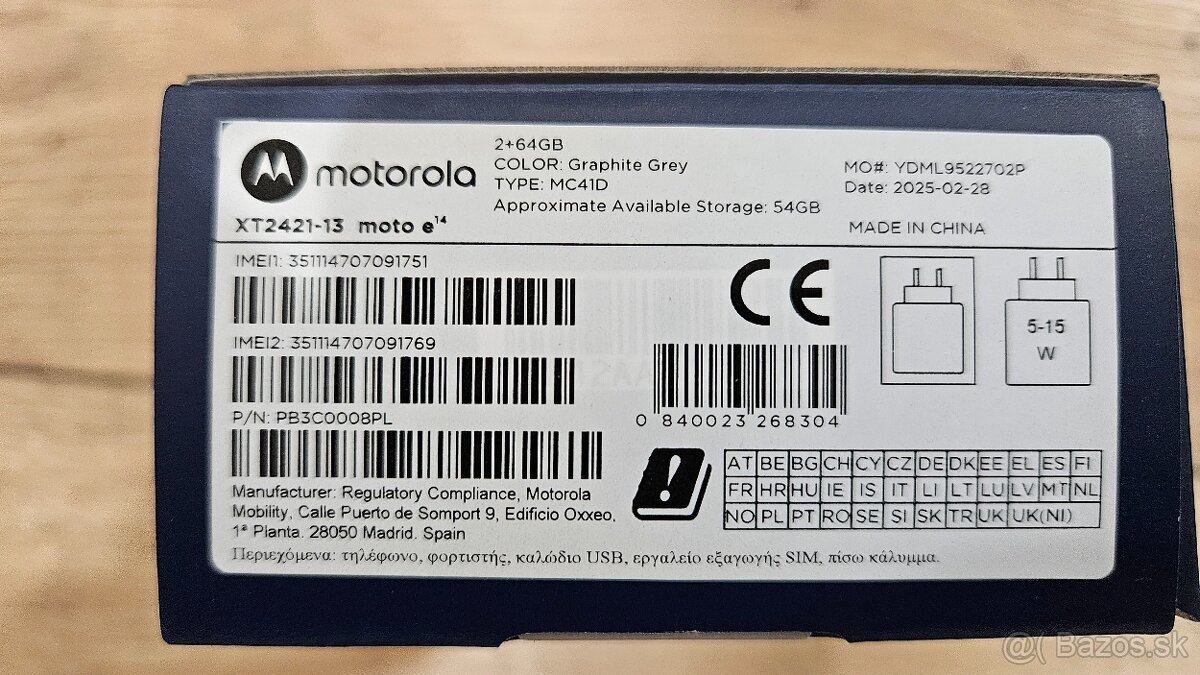 motorola
2+64GB
COLOR: Graphite Grey
TYPE: MC41D
Approximate Available Storage: 54GB
MO#: YDML9522702P
Date: 2025-02-28
MADE IN CHINA
XT2421-13 moto e¹⁴
IMEI1: 351114707091751
IMEI2: 351114707091769
P/N: PB3C0008PL
CE
5-15
W
0 840023 268304
Manufacturer: Regulatory Compliance, Motorola
Mobility, Calle Puerto de Somport 9, Edificio Oxxeo,
1ª Planta. 28050 Madrid. Spain
Περιεχόμενα: τηλέφωνο, φορτιστής, καλώδιο USB, εργαλείο εξαγωγής SIM, πίσω κάλυμμα.
AT BE BG CH CY CZ DE DK EE EL ES FI
FR HR HU IE IS IT LI LT LU LV MT NL
NO PL PT RO SE SI SK TR UK UK(NI)
@( Bazos.sk